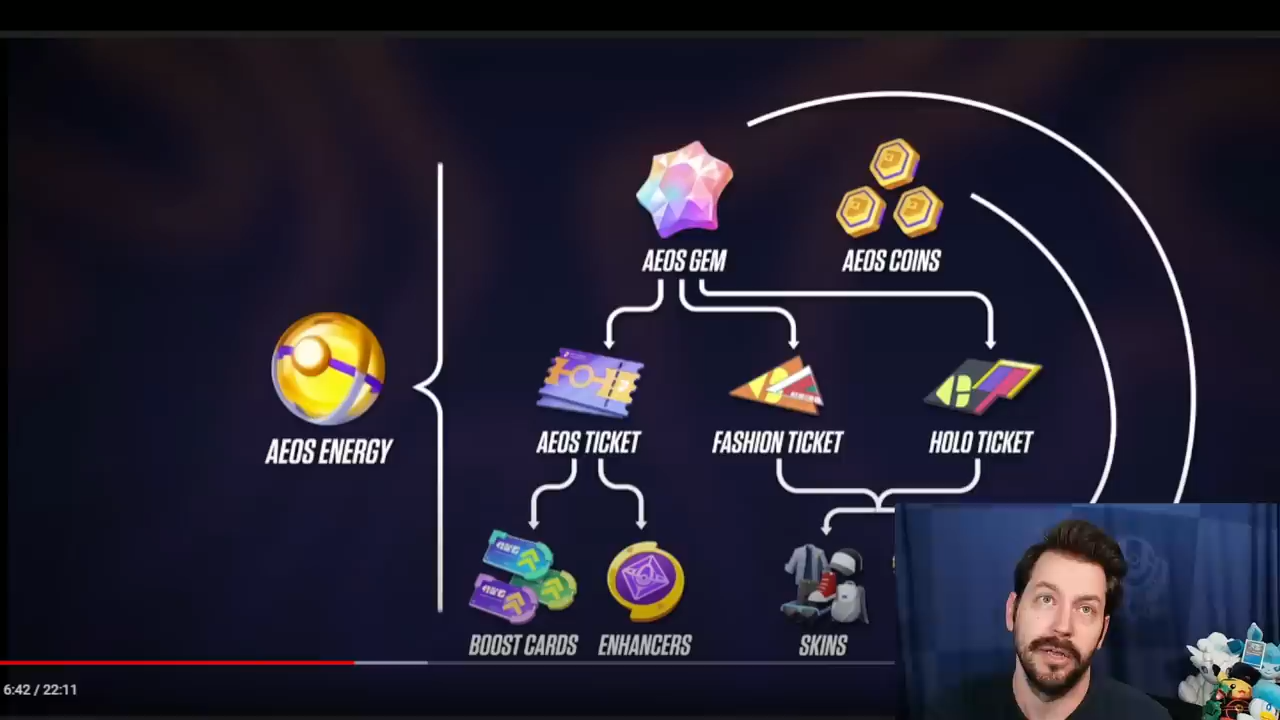 AEOS GEM
AEOS COINS
AEOS ENERGY
AEOS TICKET
FASHION TICKET
HOLO TICKET
BOOST CARDS
ENHANCERS
SKINS
6:42 / 22:11